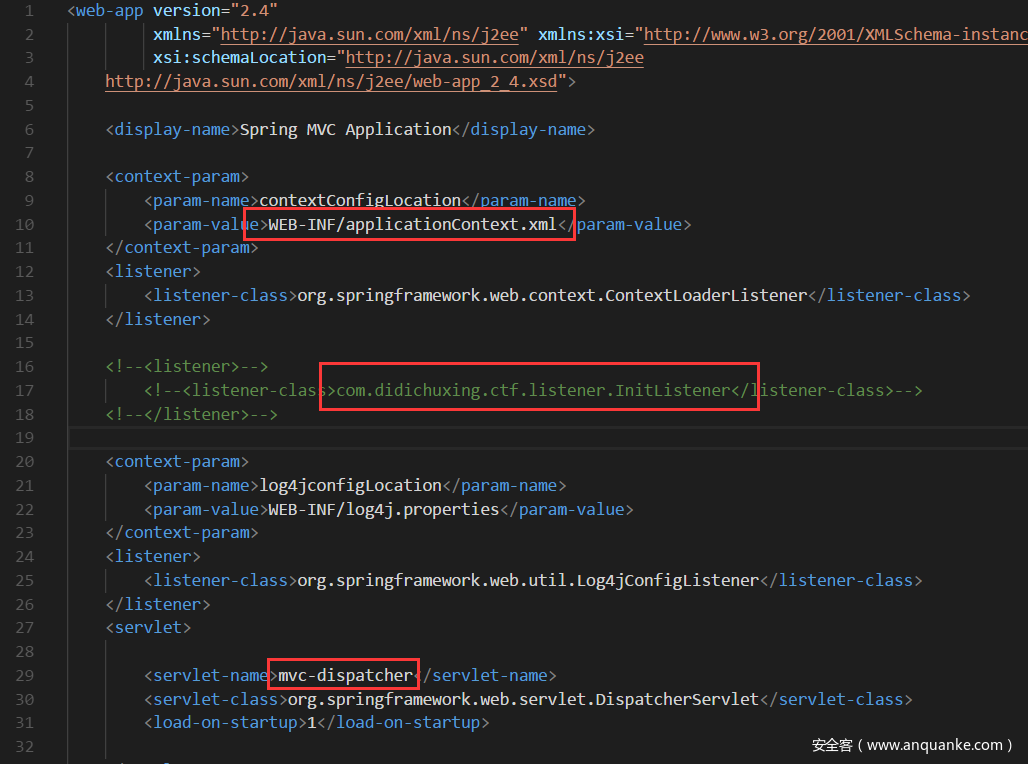 1 <web-app version="2.4"
2 xmlns="http://java.sun.com/xml/ns/j2ee" xmlns:xsi="http://www.w3.org/2001/XMLSchema-instanc
3 xsi:schemaLocation="http://java.sun.com/xml/ns/j2ee
4 http://java.sun.com/xml/ns/j2ee/web-app_2_4.xsd">
5
6 <display-name>Spring MVC Application</display-name>
7
8 <context-param>
9 <param-name>contextConfigLocation</param-name>
10 <param-value>WEB-INF/applicationContext.xml</param-value>
11 </context-param>
12 <listener>
13 <listener-class>org.springframework.web.context.ContextLoaderListener</listener-class>
14 </listener>
15
16 <!--<listener>-->
17 <!--<listener-class>com.didichuxing.ctf.listener.InitListener</listener-class>-->
18 <!--</listener>-->
19
20 <context-param>
21 <param-name>log4jconfigLocation</param-name>
22 <param-value>WEB-INF/log4j.properties</param-value>
23 </context-param>
24 <listener>
25 <listener-class>org.springframework.web.util.Log4jConfigListener</listener-class>
26 </listener>
27 <servlet>
28
29 <servlet-name>mvc-dispatcher</servlet-name>
30 <servlet-class>org.springframework.web.servlet.DispatcherServlet</servlet-class>
31 <load-on-startup>1</load-on-startup>
32
安全客（www.anquanke.com）